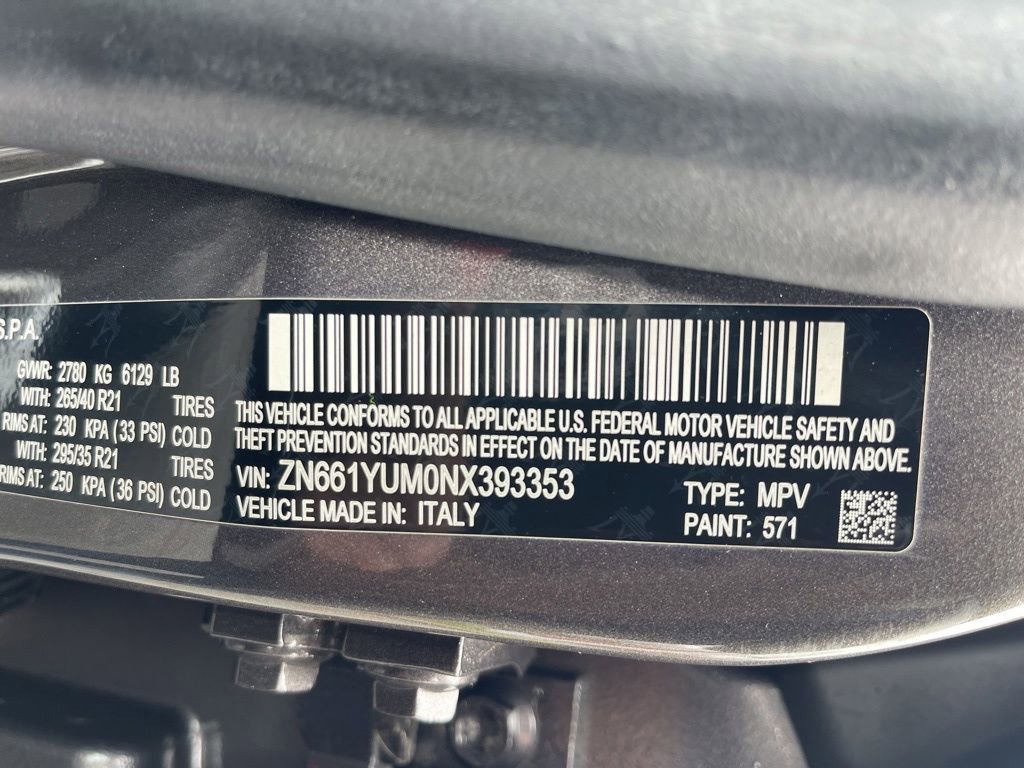 S.P.A.
GVWR: 2780 KG 6129 LB
WITH: 265/40 R21 TIRES
RIMS AT: 230 KPA (33 PSI) COLD
WITH: 295/35 R21 TIRES
RIMS AT: 250 KPA (36 PSI) COLD
THIS VEHICLE CONFORMS TO ALL APPLICABLE U.S. FEDERAL MOTOR VEHICLE SAFETY AND
THEFT PREVENTION STANDARDS IN EFFECT ON THE DATE OF MANUFACTURE SHOWN ABOVE.
VIN: ZN661YUM0NX393353
VEHICLE MADE IN: ITALY
TYPE: MPV
PAINT: 571